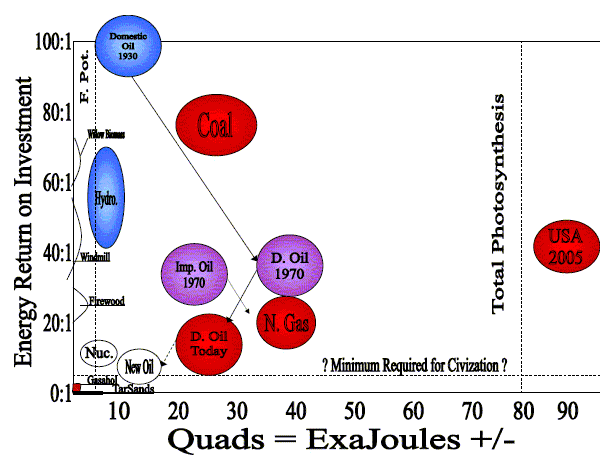 Energy Return on Investment
100:1
80:1
60:1
40:1
20:1
0:1
F. Pot.
Domestic
Oil
1930
Coal
Willow Biomass
Hydro.
Windmill
Firewood
Imp. Oil
1970
D. Oil
1970
N. Gas
D. Oil
Today
Nuc.
New Oil
Gasahol
TarSands
Total Photosynthesis
USA
2005
? Minimum Required for Civization ?
10 20 30 40 50 60 70 80 90
Quads = ExaJoules +/-